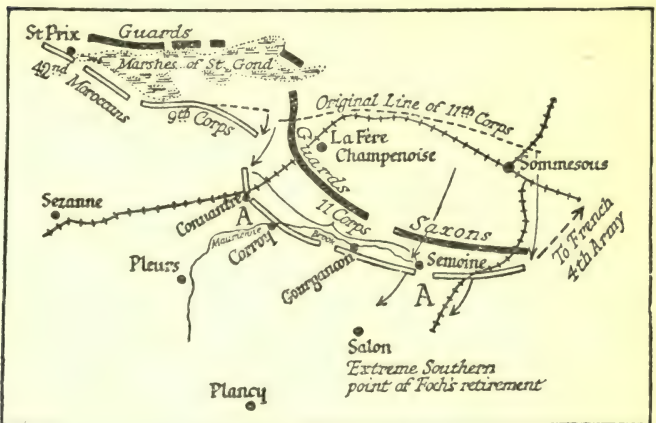 St Prix
Guards
Marshes of St. Gond
42nd
Maroccans
9th Corps
Original Line of 11th Corps
La Fère
Champenoise
Guards
Sommesous
Sezanne
Connantre
A
11 Corps
Saxons
To French
4th Army
Maurienne
Brook
Corroy
Gourgançon
Semoine
A
Pleurs
Salon
Extreme Southern
point of Foch's retirement
Plancy